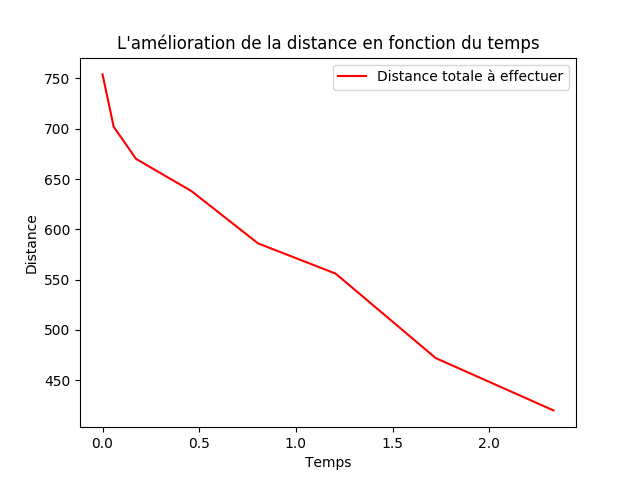 L'amélioration de la distance en fonction du temps
Distance totale à effectuer
750
700
650
600
550
500
450
Distance
0.0 0.5 1.0 1.5 2.0
Temps